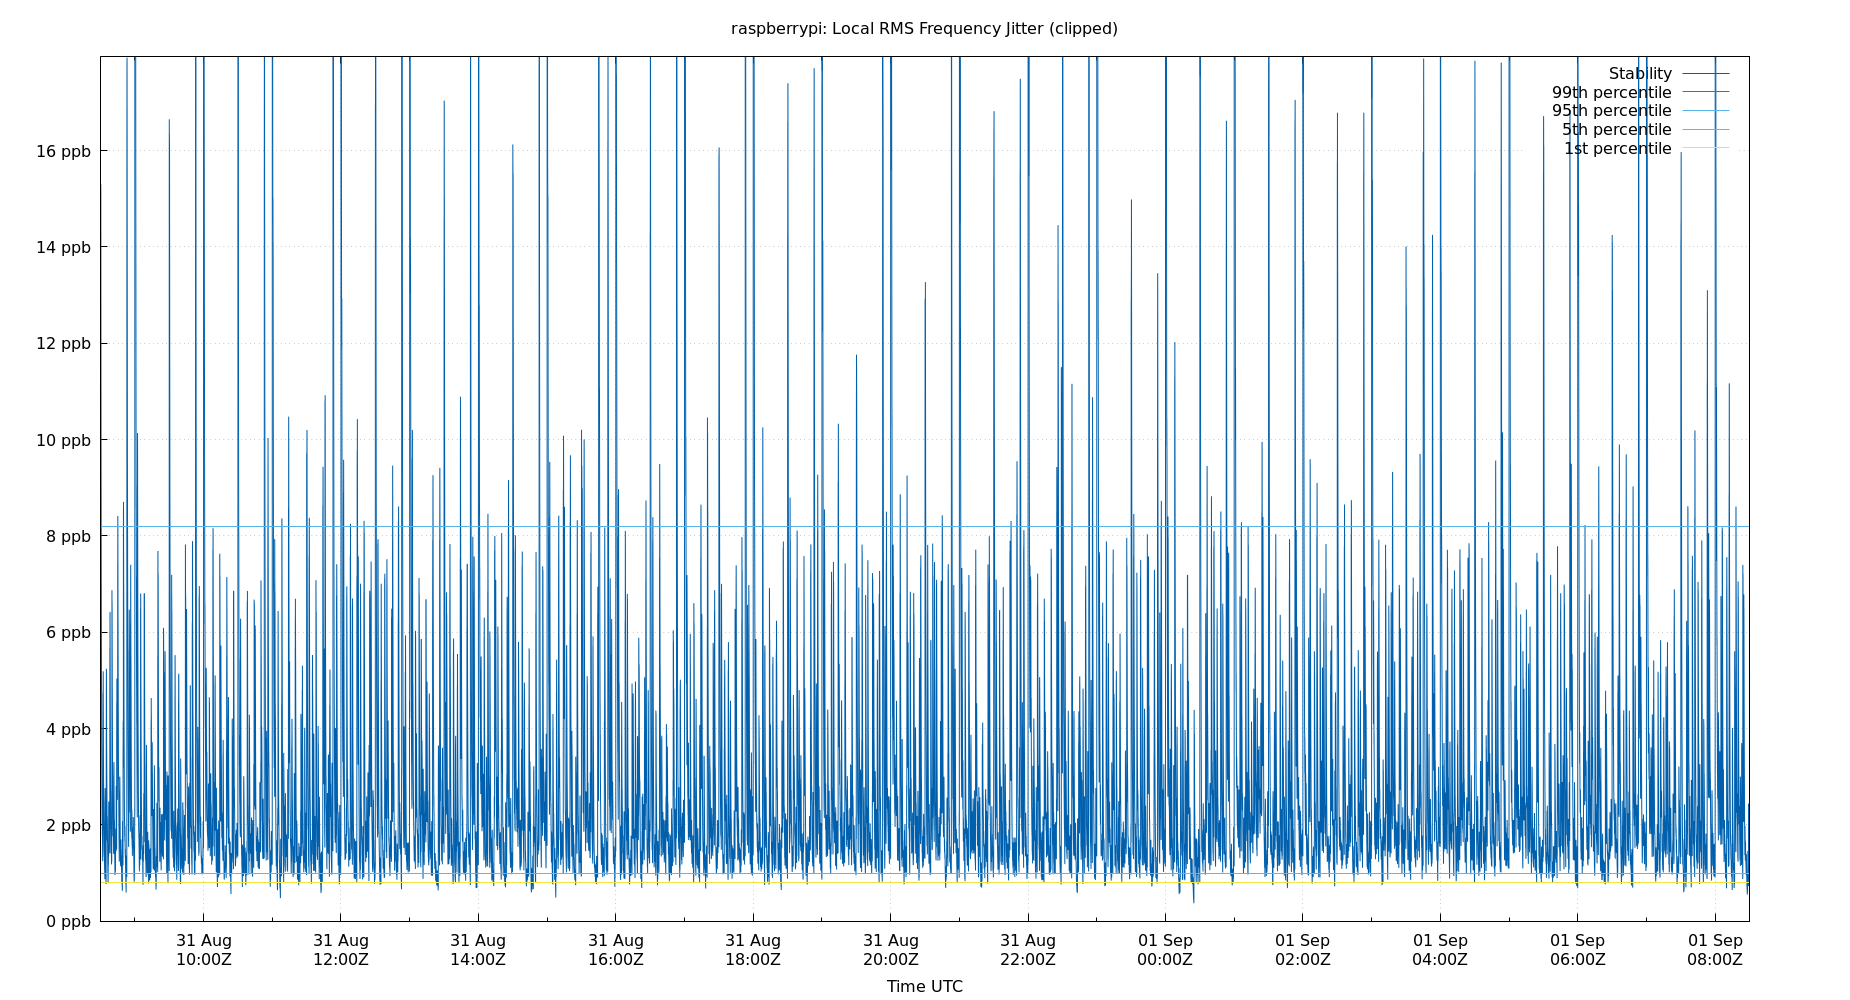 raspberrypi: Local RMS Frequency Jitter (clipped)
Stability
99th percentile
95th percentile
5th percentile
1st percentile
16 ppb
14 ppb
12 ppb
10 ppb
8 ppb
6 ppb
4 ppb
2 ppb
0 ppb
31 Aug 31 Aug 31 Aug 31 Aug 31 Aug 31 Aug 31 Aug 01 Sep 01 Sep 01 Sep 01 Sep 01 Sep
10:00Z 12:00Z 14:00Z 16:00Z 18:00Z 20:00Z 22:00Z 00:00Z 02:00Z 04:00Z 06:00Z 08:00Z
Time UTC